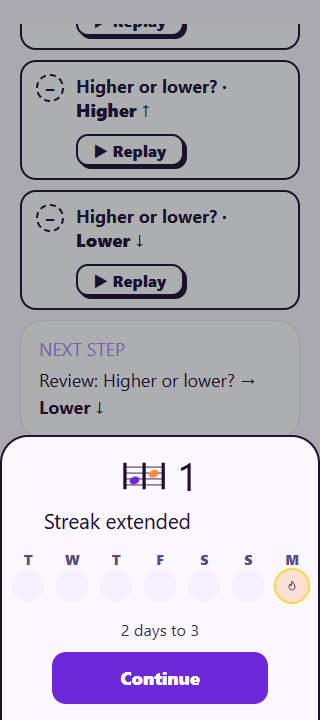 ▶ Replay
Higher or lower? ·
Higher ↑
▶ Replay
Higher or lower? ·
Lower ↓
▶ Replay
NEXT STEP
Review: Higher or lower? →
Lower ↓
1
Streak extended
T W T F S S M
2 days to 3
Continue